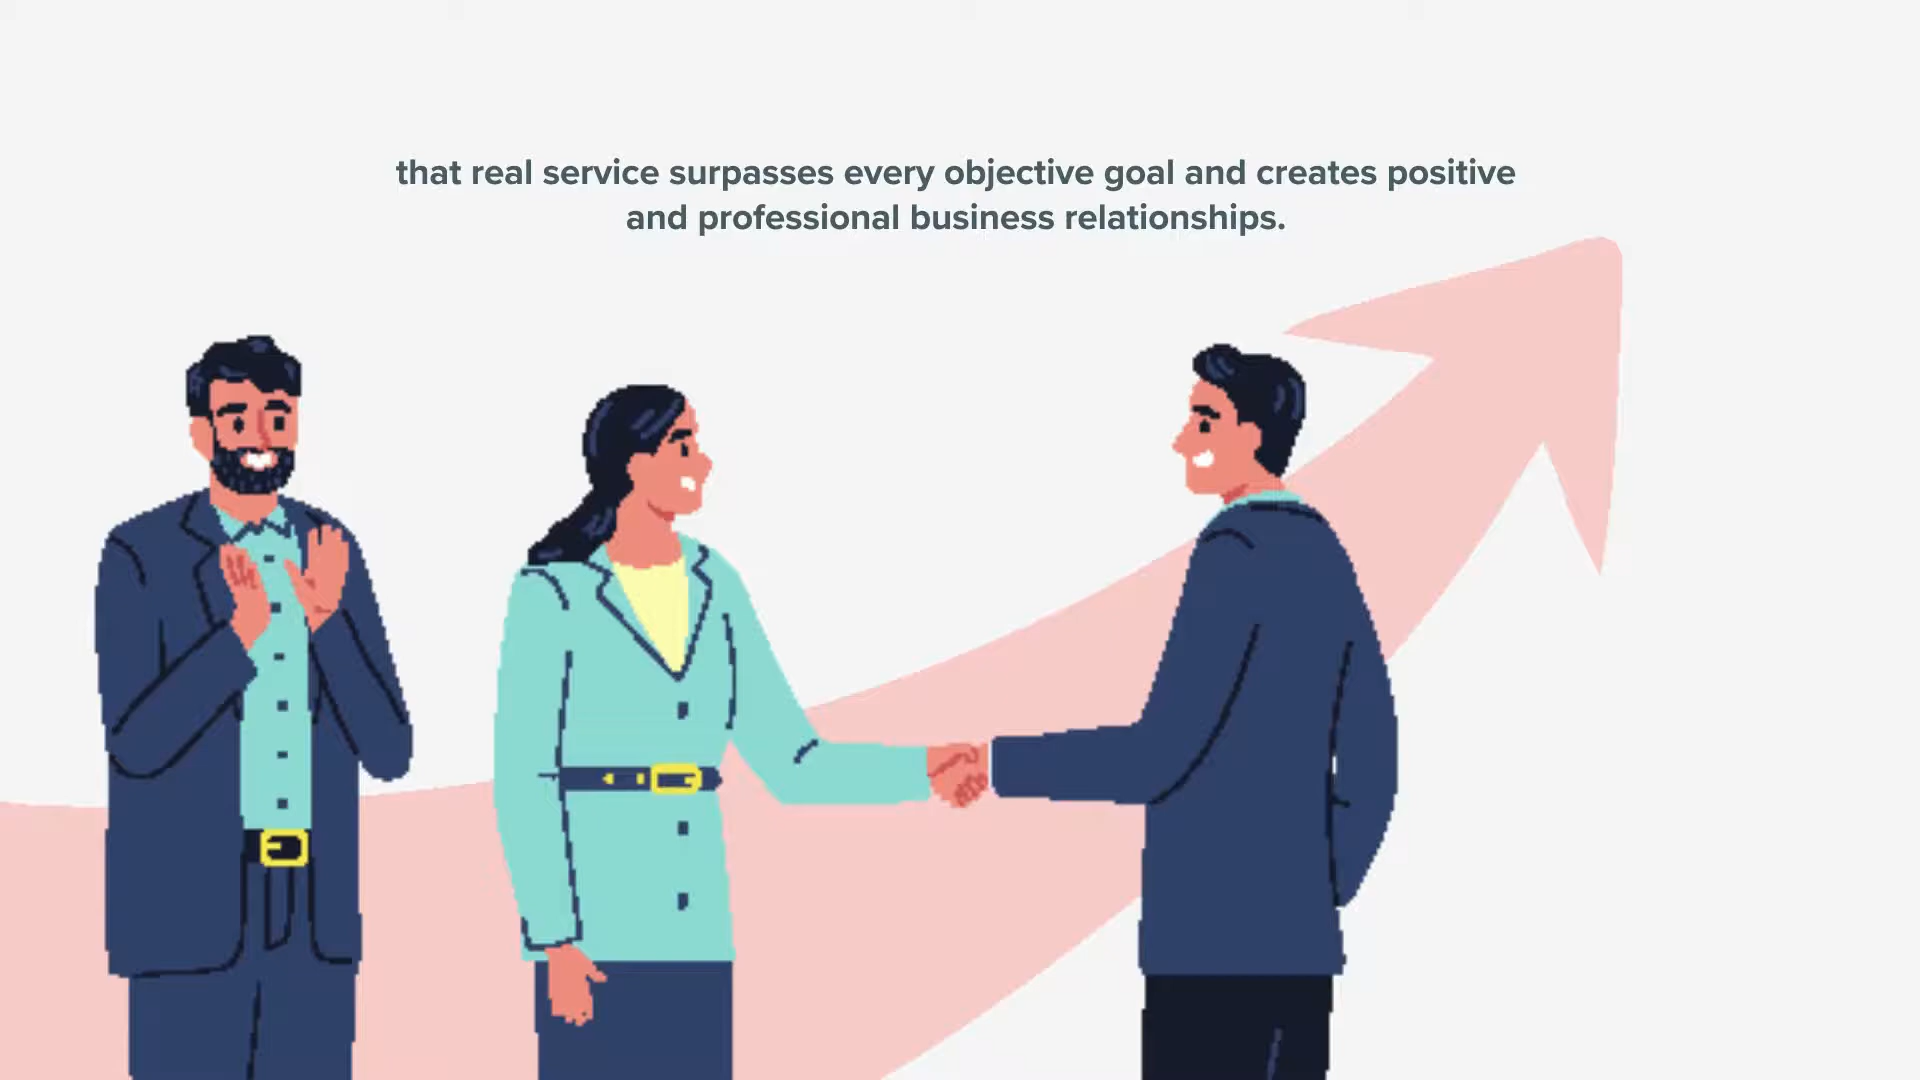 that real service surpasses every objective goal and creates positive
and professional business relationships.